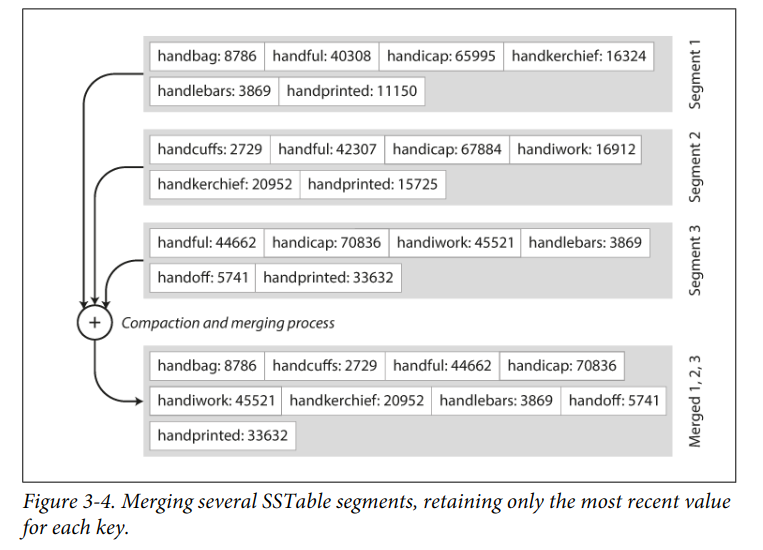 handbag: 8786 handful: 40308 handicap: 65995 handkerchief: 16324
handlebars: 3869 handprinted: 11150
Segment 1
handcuffs: 2729 handful: 42307 handicap: 67884 handiwork: 16912
handkerchief: 20952 handprinted: 15725
Segment 2
handful: 44662 handicap: 70836 handiwork: 45521 handlebars: 3869
handoff: 5741 handprinted: 33632
Segment 3
+ Compaction and merging process
handbag: 8786 handcuffs: 2729 handful: 44662 handicap: 70836
handiwork: 45521 handkerchief: 20952 handlebars: 3869 handoff: 5741
handprinted: 33632
Merged 1, 2, 3
Figure 3-4. Merging several SSTable segments, retaining only the most recent value
for each key.